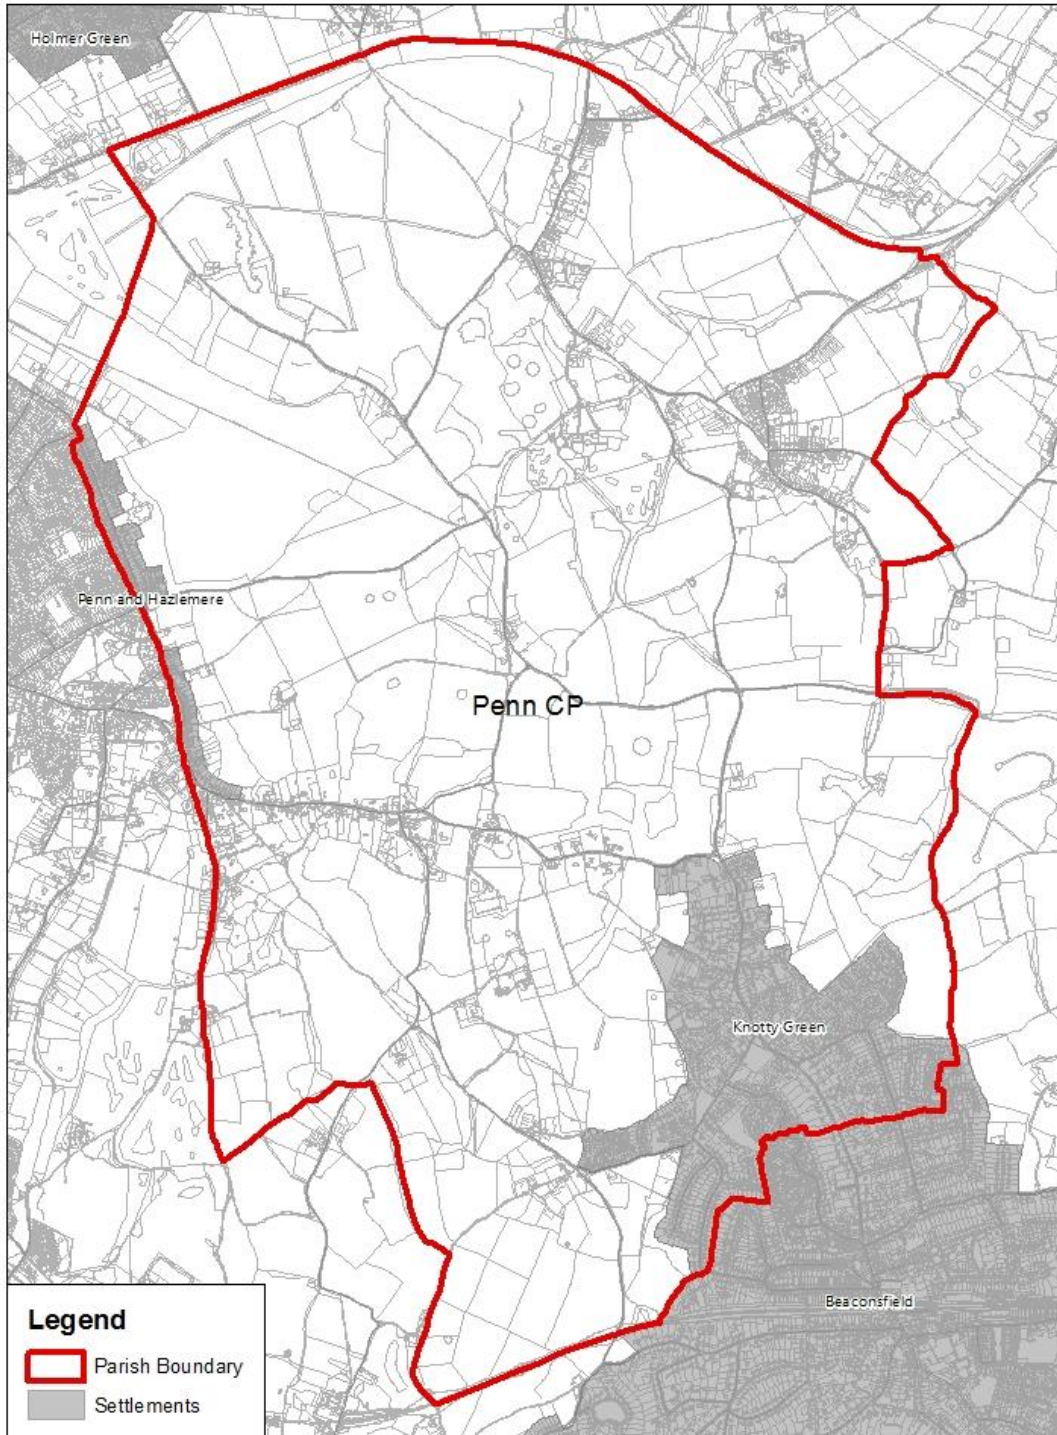 Holmer Green
Penn and Hazlemere
Penn CP
Knotty Green
Beaconsfield
Legend
Parish Boundary
Settlements